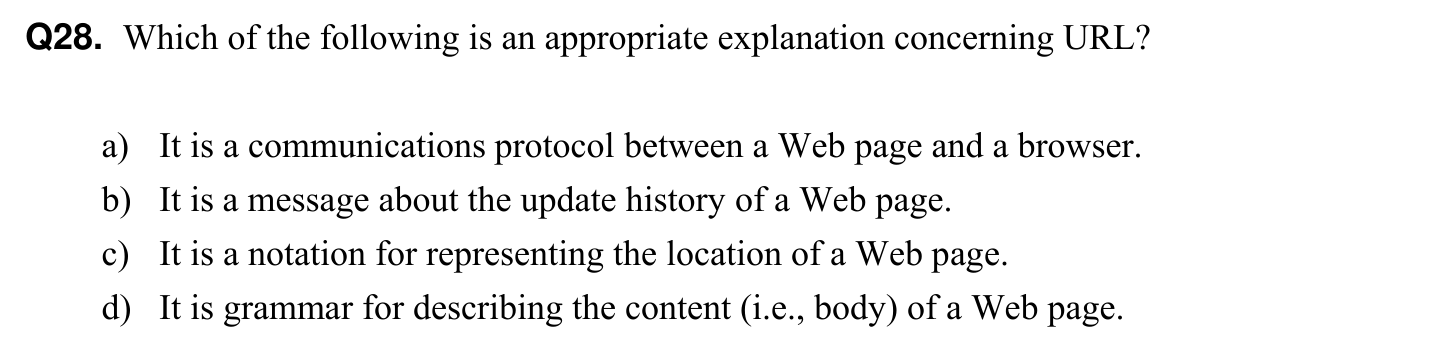 Q28. Which of the following is an appropriate explanation concerning URL?
a) It is a communications protocol between a Web page and a browser.
b) It is a message about the update history of a Web page.
c) It is a notation for representing the location of a Web page.
d) It is grammar for describing the content (i.e., body) of a Web page.